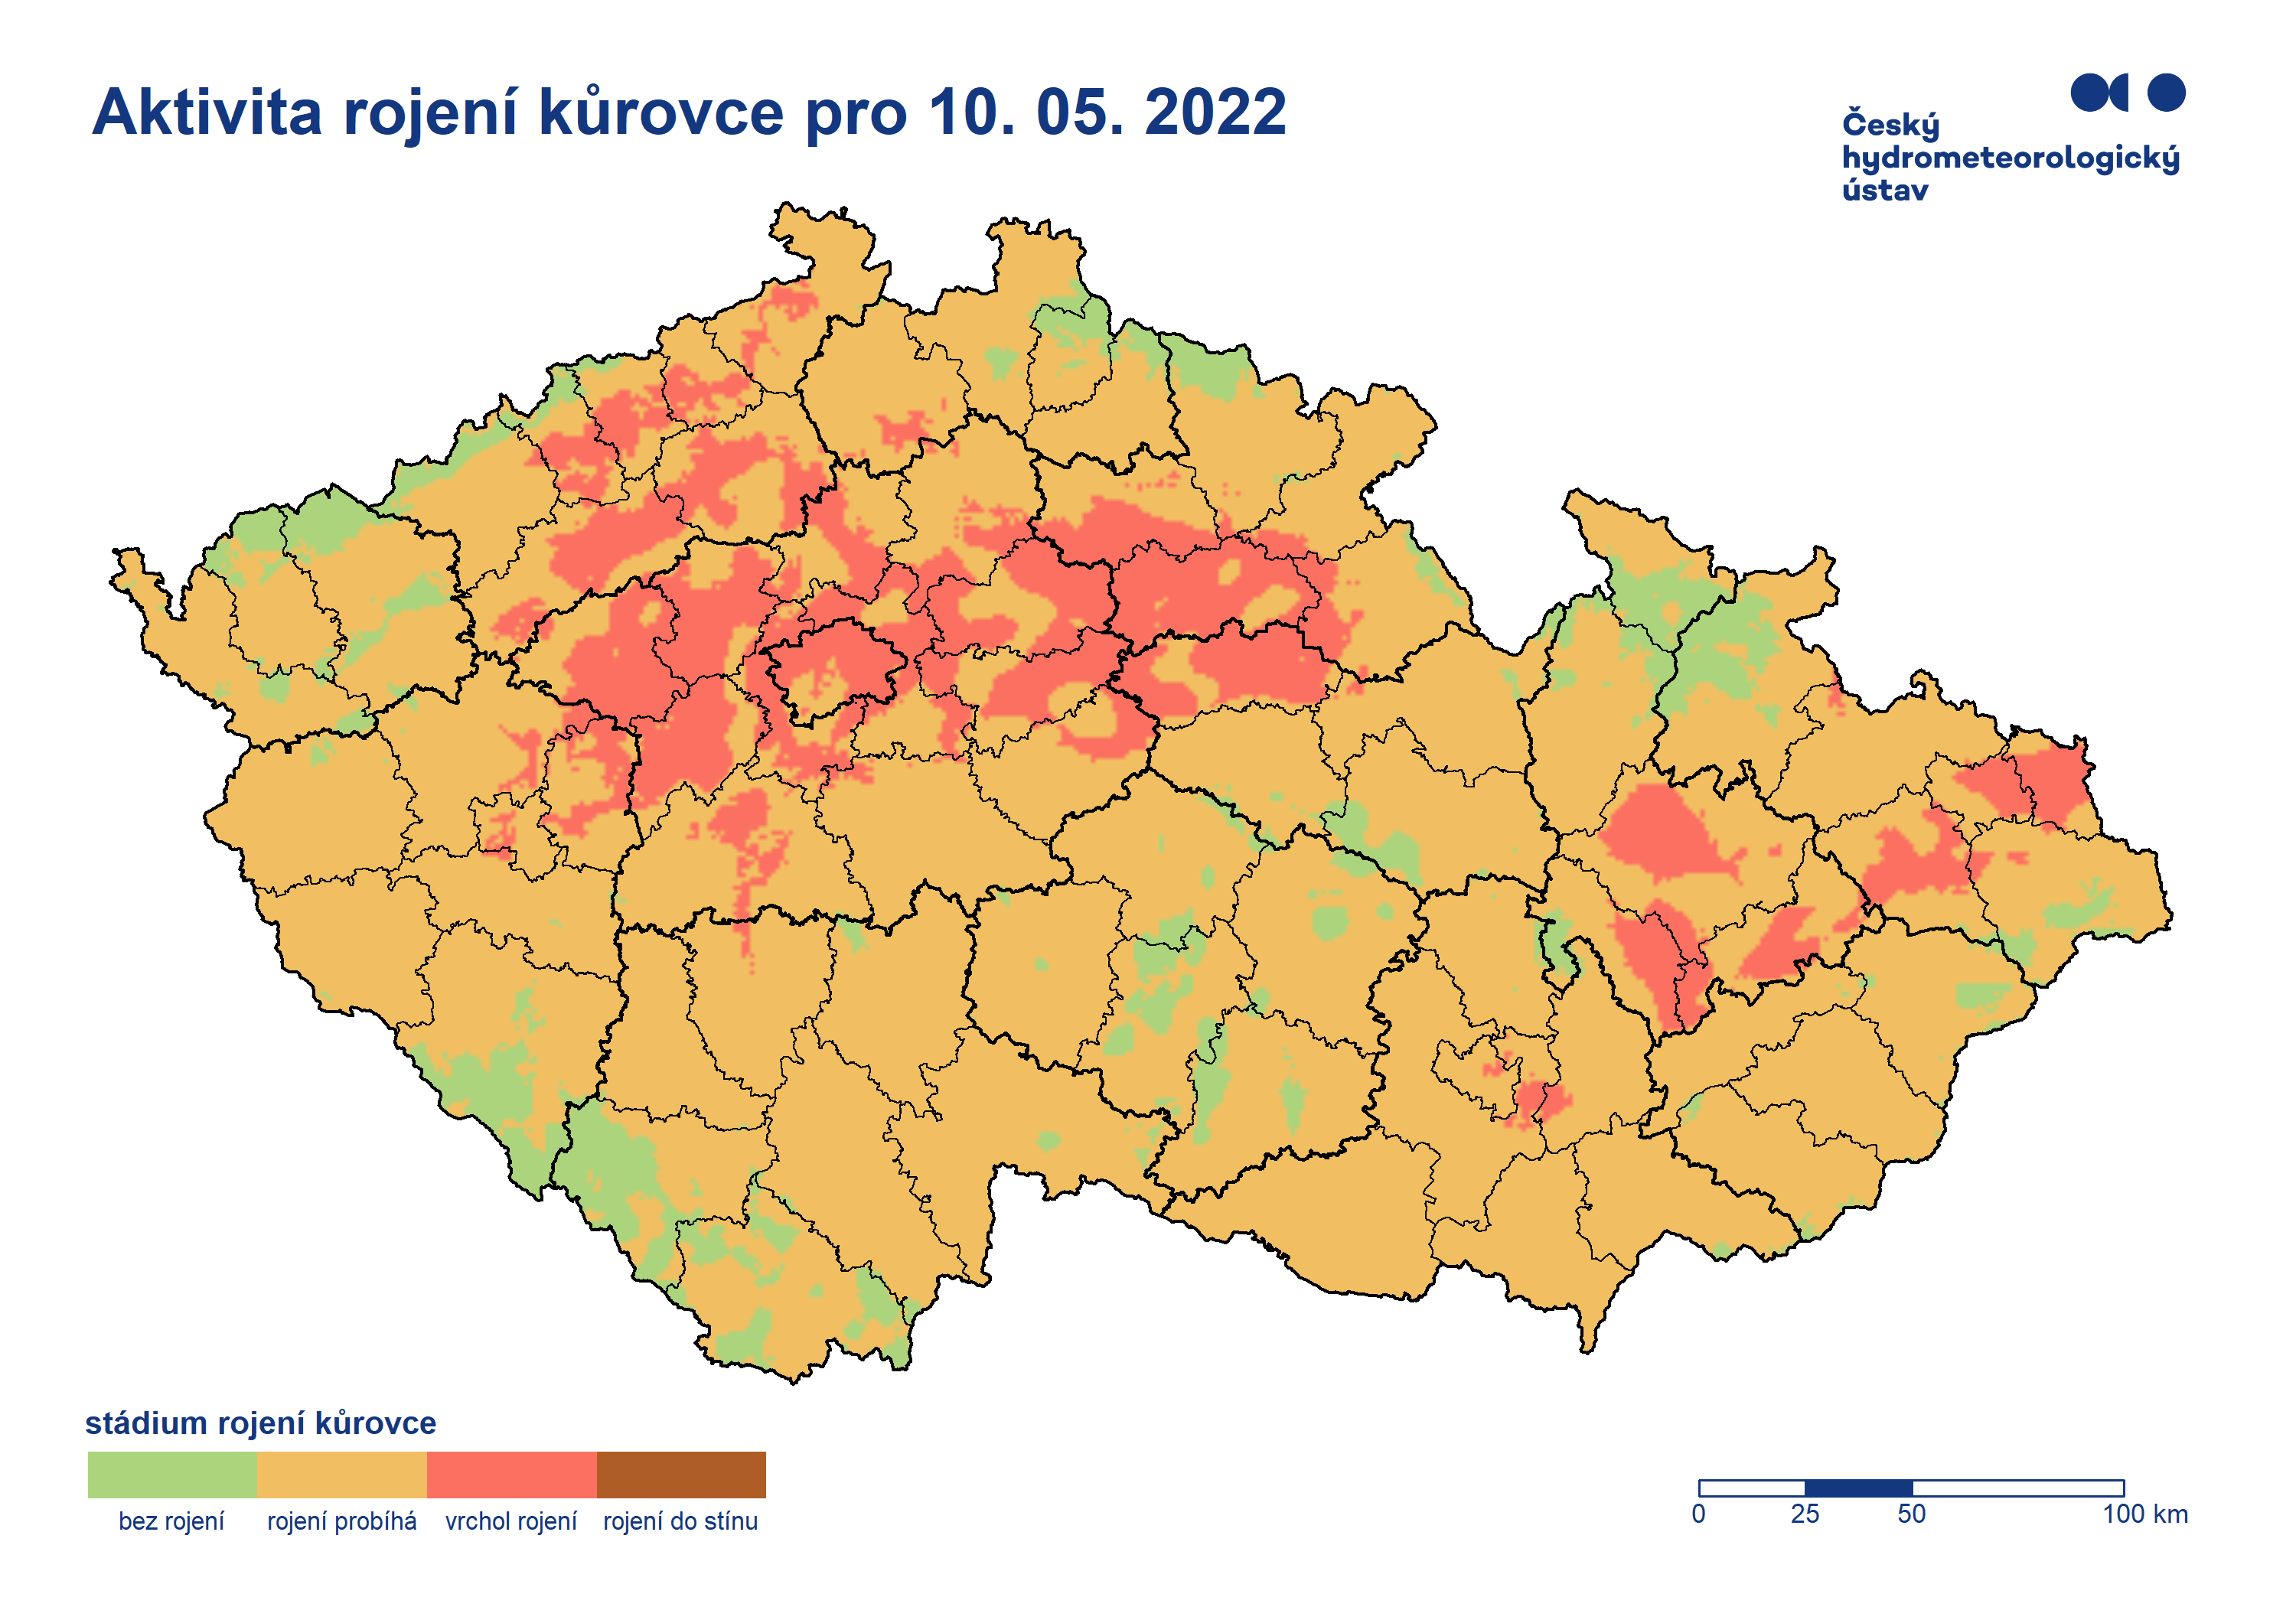 Aktivita rojení kůrovce pro 10. 05. 2022
Český
hydrometeorologický
ústav
stádium rojení kůrovce
bez rojení rojení probíhá vrchol rojení rojení do stínu
0 25 50 100 km